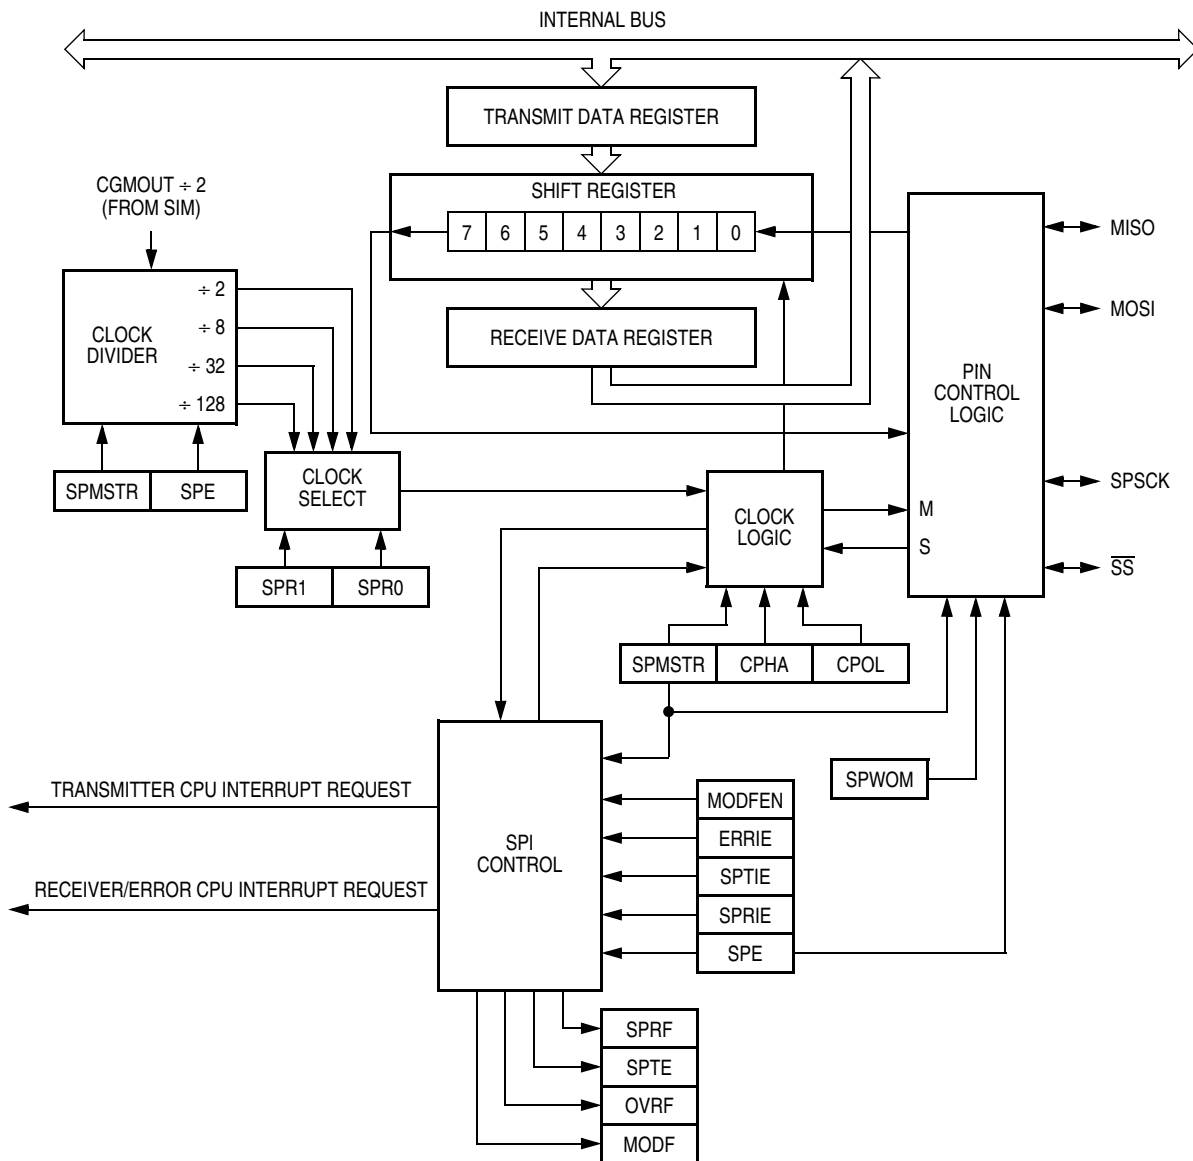 INTERNAL BUS
TRANSMIT DATA REGISTER
CGMOUT ÷ 2
(FROM SIM)
SHIFT REGISTER
7 6 5 4 3 2 1 0
MISO
MOSI
SPSCK
SS
÷ 2
÷ 8
÷ 32
÷ 128
CLOCK
DIVIDER
RECEIVE DATA REGISTER
PIN
CONTROL
LOGIC
M
S
SPMSTR SPE
CLOCK
SELECT
CLOCK
LOGIC
SPR1 SPR0
SPMSTR CPHA CPOL
SPWOM
TRANSMITTER CPU INTERRUPT REQUEST
RECEIVER/ERROR CPU INTERRUPT REQUEST
SPI
CONTROL
MODFEN
ERRIE
SPTIE
SPRIE
SPE
SPRF
SPTE
OVRF
MODF